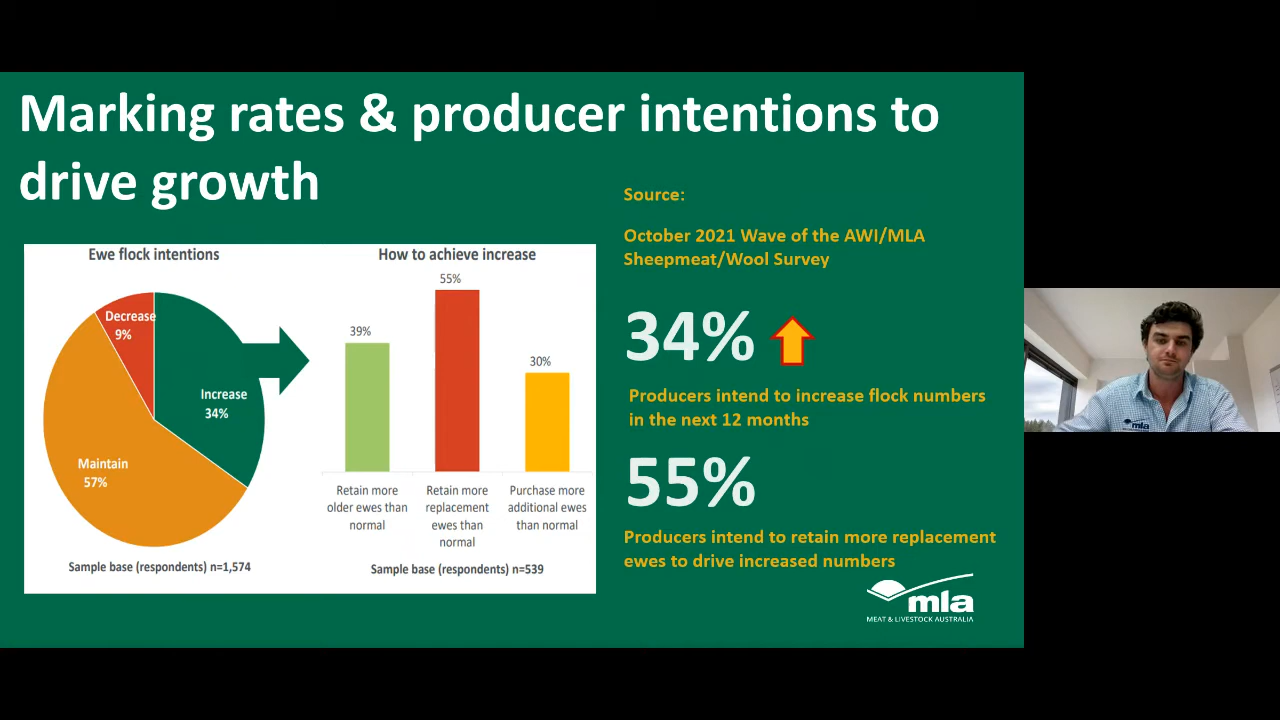 Marking rates & producer intentions to
drive growth
Source:
October 2021 Wave of the AWI/MLA
Sheepmeat/Wool Survey
Ewe flock intentions
Decrease
9%
Increase
34%
Maintain
57%
Sample base (respondents) n=1,574
How to achieve increase
39%
55%
30%
Retain more
older ewes than
normal
Retain more
replacement
ewes than
normal
Purchase more
additional ewes
than normal
Sample base (respondents) n=539
34%
Producers intend to increase flock numbers
in the next 12 months
55%
Producers intend to retain more replacement
ewes to drive increased numbers
mla
MEAT & LIVESTOCK AUSTRALIA
mla